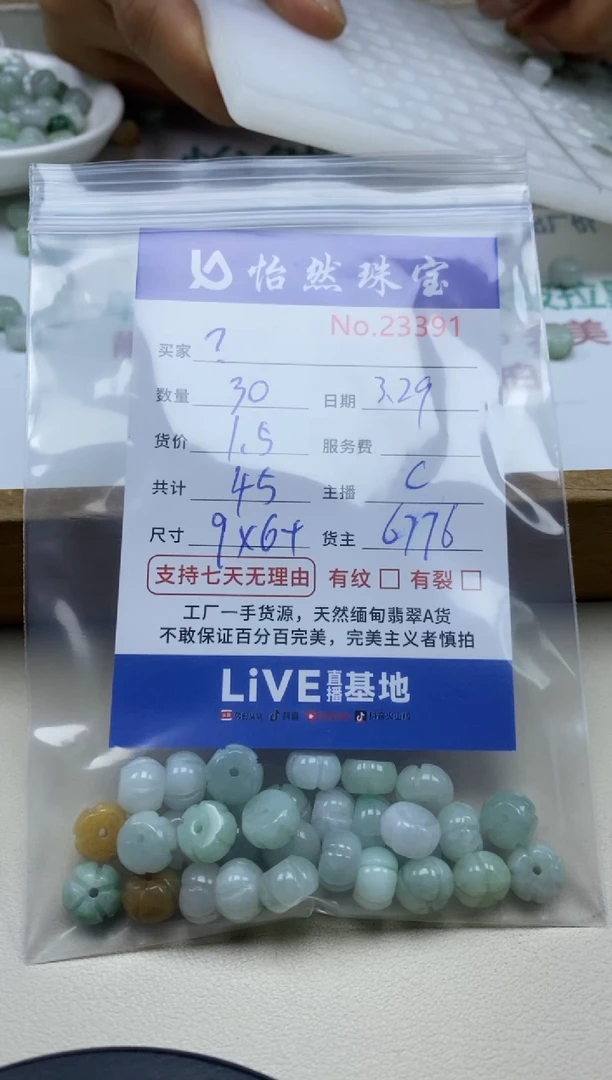 怡然珠宝
No.23391
买家 ?
数量 30 日期 3.29
货价 1.5 服务费
共计 45 主播 C
尺寸 9x6+ 货主 6776
支持七天无理由 有纹 □ 有裂 □
工厂一手货源，天然缅甸翡翠A货
不敢保证百分百完美，完美主义者慎拍
LiVE直播基地